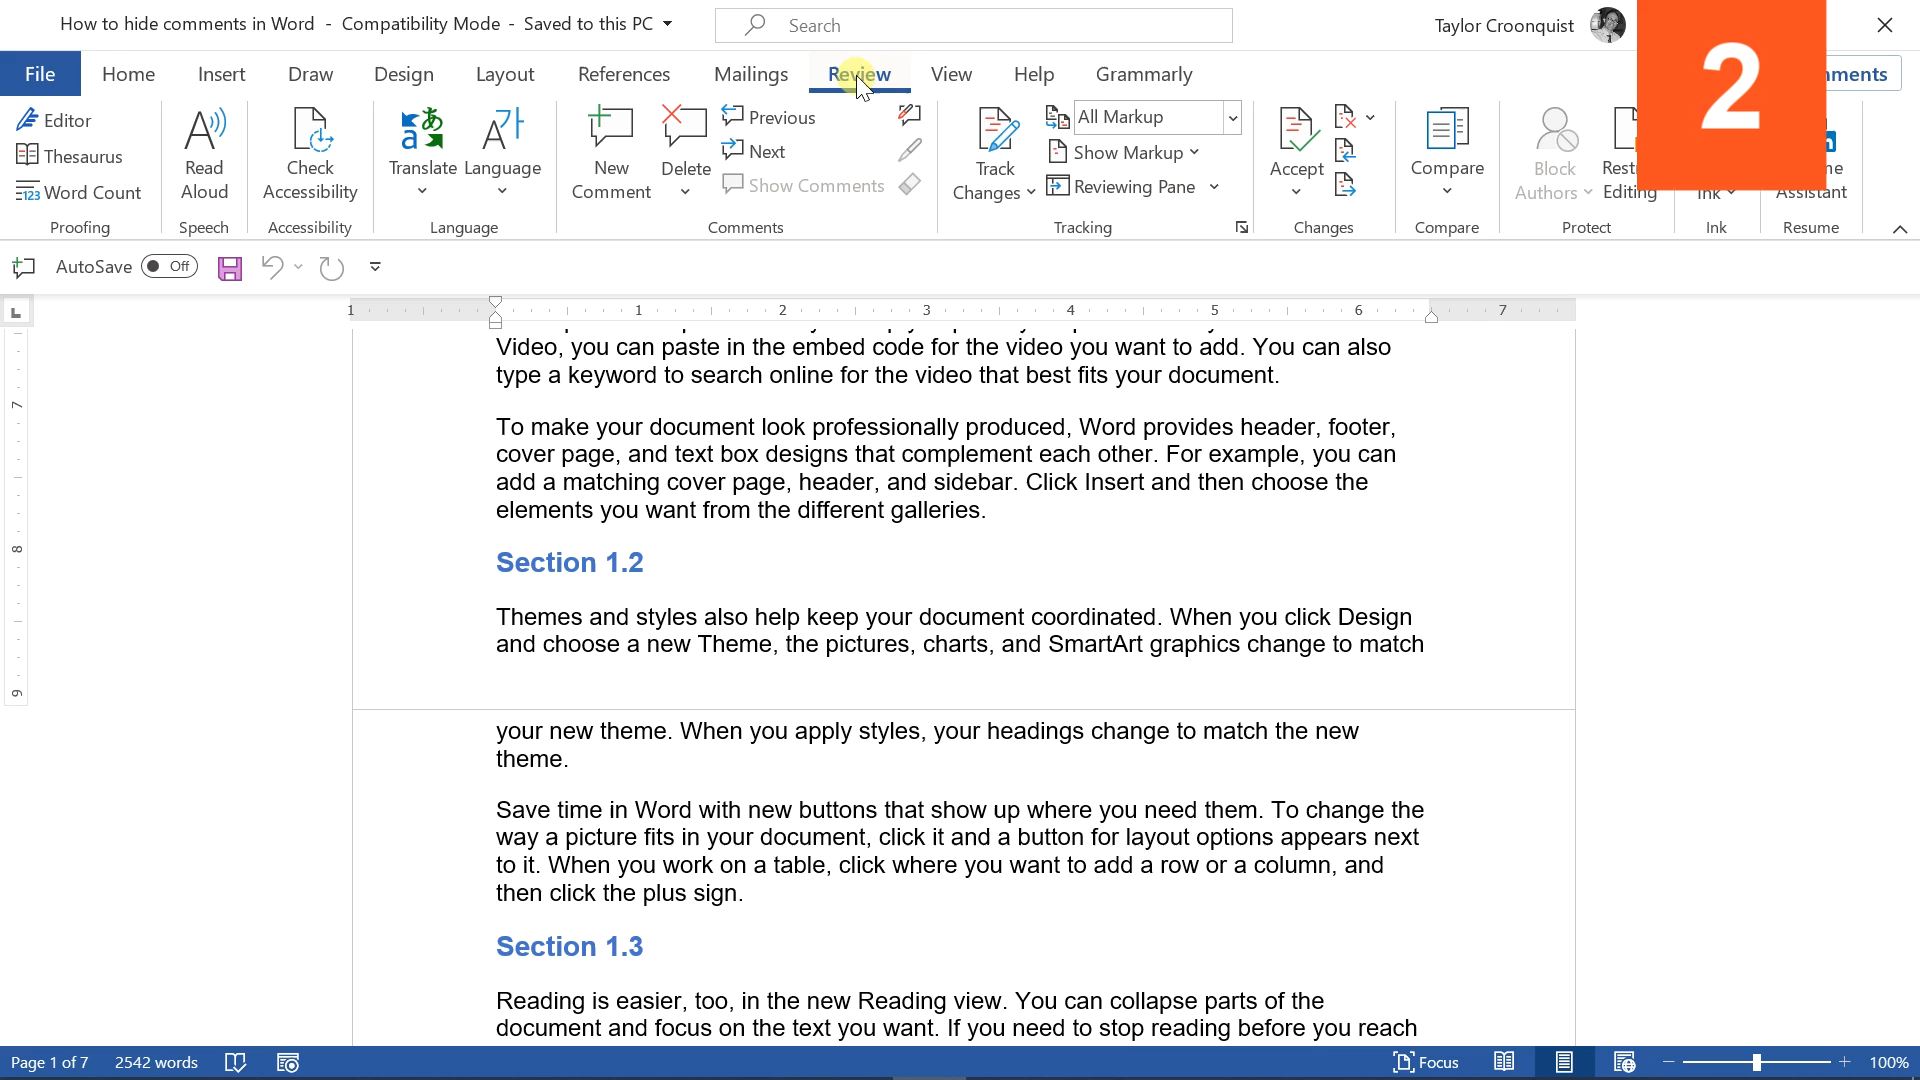 How to hide comments in Word - Compatibility Mode - Saved to this PC
Search
Taylor Croonquist
2
File Home Insert Draw Design Layout References Mailings Review View Help Grammarly
Editor
Thesaurus
Word Count
Proofing
Read
Aloud
Speech
Check
Accessibility
Accessibility
Translate
Language
Language
New
Comment
Delete
Previous
Next
Show Comments
Comments
Track
Changes
All Markup
Show Markup
Reviewing Pane
Tracking
Accept
Changes
Compare
Compare
Block
Authors
Editing
Protect
Ink
Ink
Assistant
Resume
AutoSave Off
1 1 2 3 4 5 6 7
7
8
9
Video, you can paste in the embed code for the video you want to add. You can also
type a keyword to search online for the video that best fits your document.
To make your document look professionally produced, Word provides header, footer,
cover page, and text box designs that complement each other. For example, you can
add a matching cover page, header, and sidebar. Click Insert and then choose the
elements you want from the different galleries.
Section 1.2
Themes and styles also help keep your document coordinated. When you click Design
and choose a new Theme, the pictures, charts, and SmartArt graphics change to match
your new theme. When you apply styles, your headings change to match the new
theme.
Save time in Word with new buttons that show up where you need them. To change the
way a picture fits in your document, click it and a button for layout options appears next
to it. When you work on a table, click where you want to add a row or a column, and
then click the plus sign.
Section 1.3
Reading is easier, too, in the new Reading view. You can collapse parts of the
document and focus on the text you want. If you need to stop reading before you reach
Page 1 of 7 2542 words Focus 100%